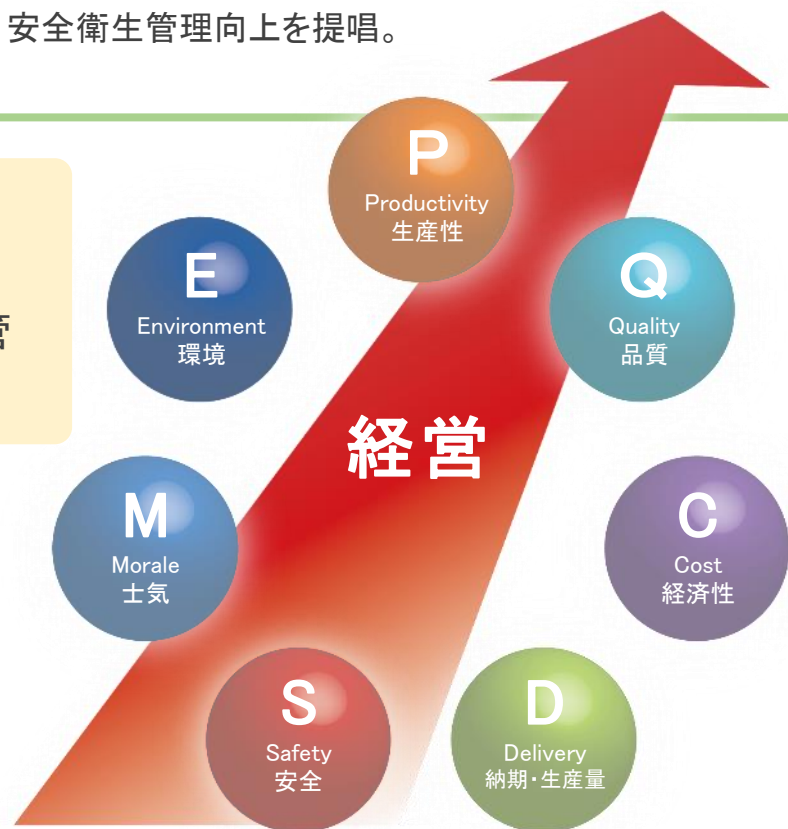 安全衛生管理向上を提唱。
P
Productivity
生産性
E
Environment
環境
Q
Quality
品質
経営
M
Morale
士気
C
Cost
経済性
S
Safety
安全
D
Delivery
納期・生産量